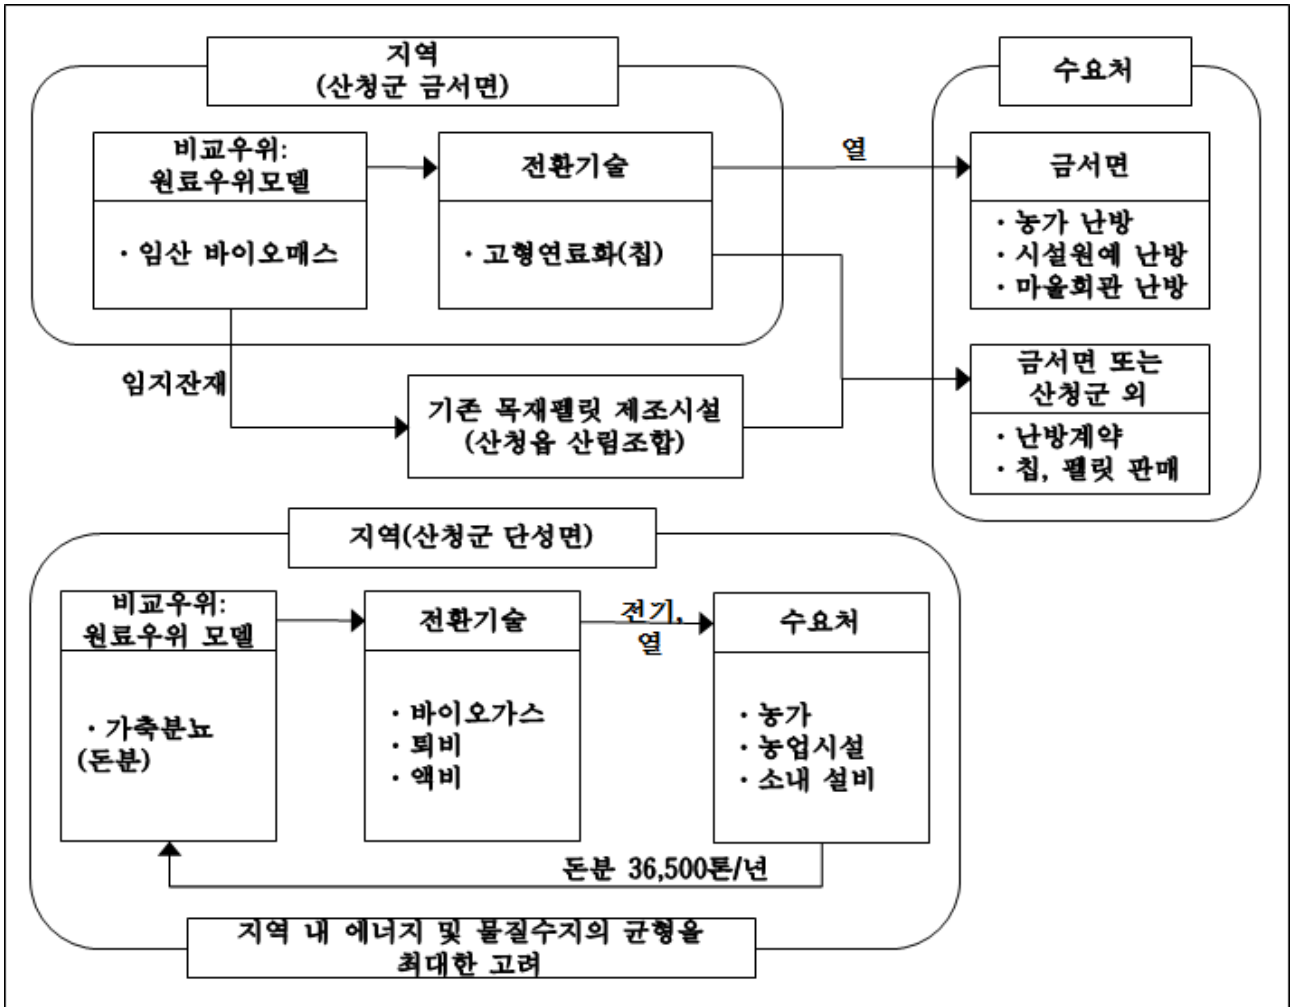 지역
(산청군 금서면)
수요처
비교우위:
원료우위모델
· 임산 바이오매스
전환기술
· 고형연료화(칩)
열
금서면
· 농가 난방
· 시설원예 난방
· 마을회관 난방
임지잔재
기존 목재펠릿 제조시설
(산청읍 산림조합)
금서면 또는
산청군 외
· 난방계약
· 칩, 펠릿 판매
지역(산청군 단성면)
비교우위:
원료우위 모델
· 가축분뇨
(돈분)
전환기술
· 바이오가스
· 퇴비
· 액비
전기,
열
수요처
· 농가
· 농업시설
· 소내 설비
돈분 36,500톤/년
지역 내 에너지 및 물질수지의 균형을
최대한 고려